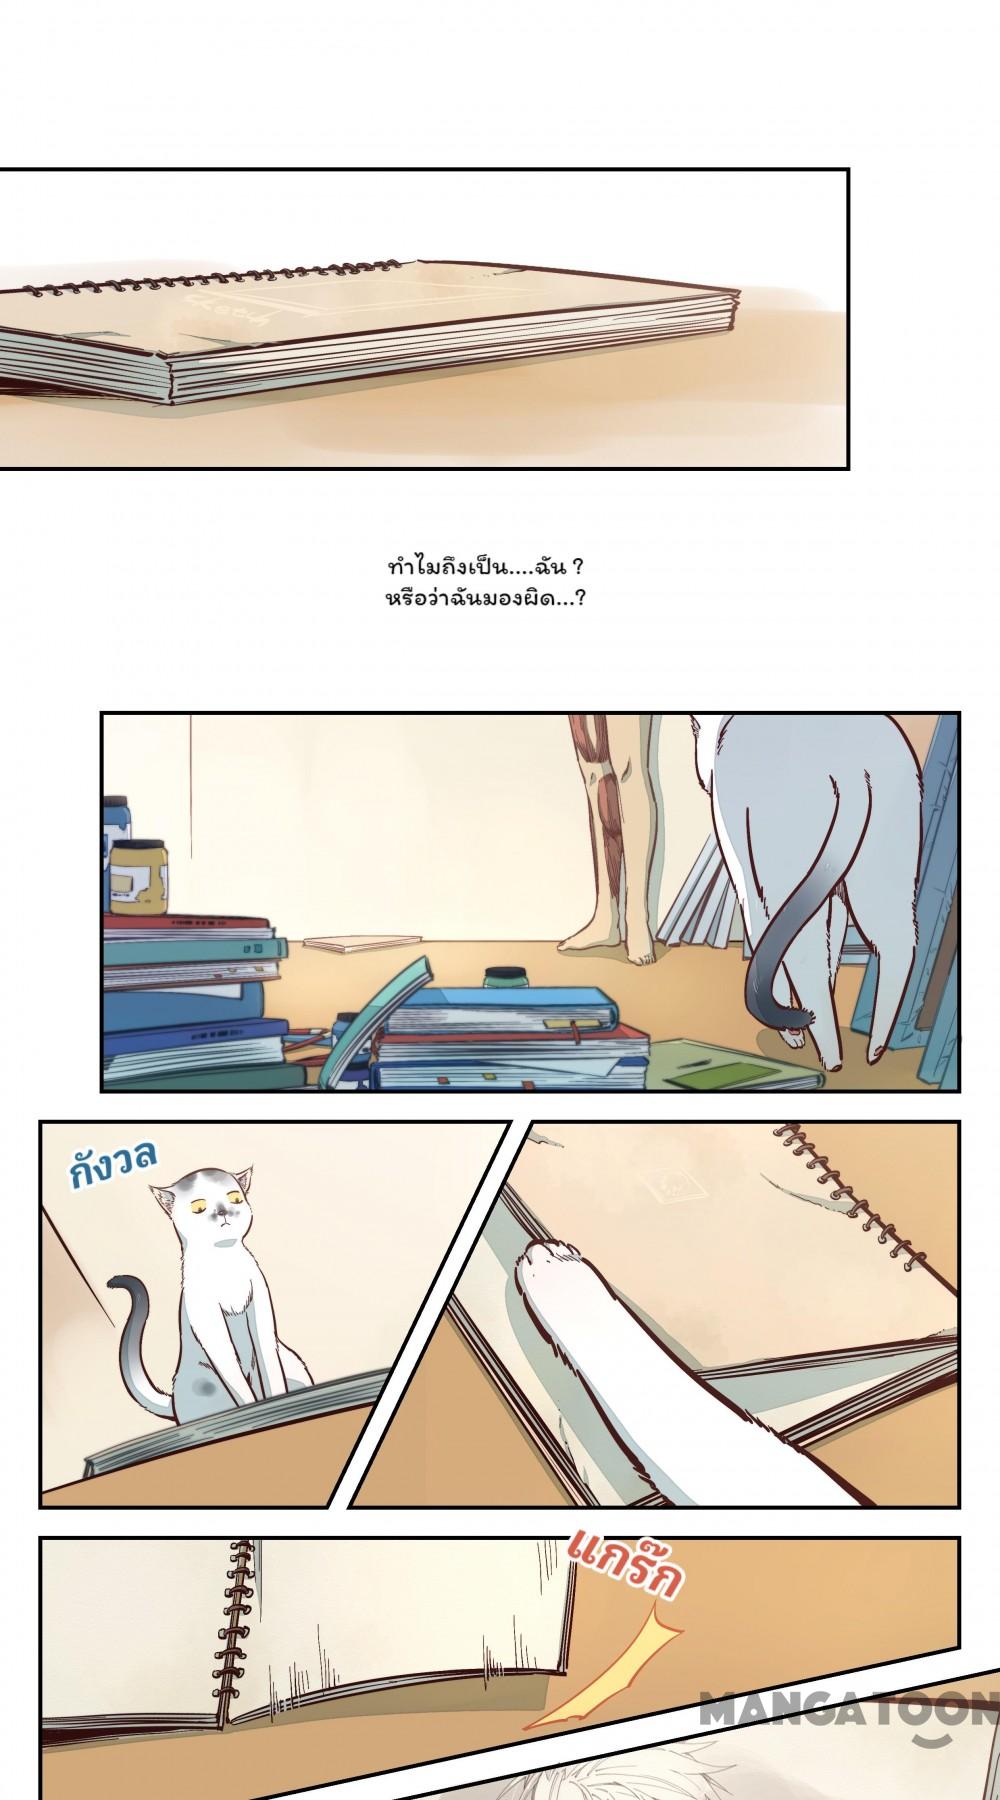 Sketch
ทำไมถึงเป็น....ฉัน ?
หรือว่าฉันมองผิด...?
กังวล
แกร๊ก
MANGATOON